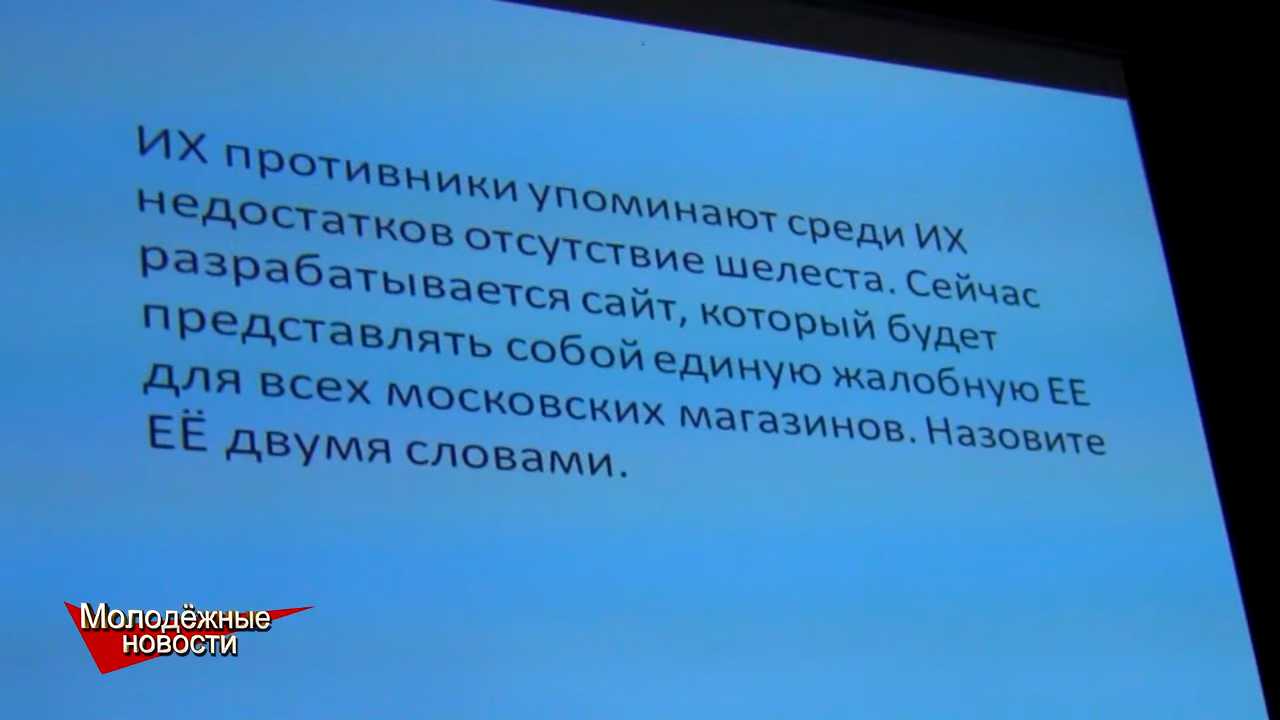 ИХ противники упоминают среди ИХ
недостатков отсутствие шелеста. Сейчас
разрабатывается сайт, который будет
представлять собой единую жалобную ЕЕ
для всех московских магазинов. Назовите
ЕЁ двумя словами.
Молодёжные
новости